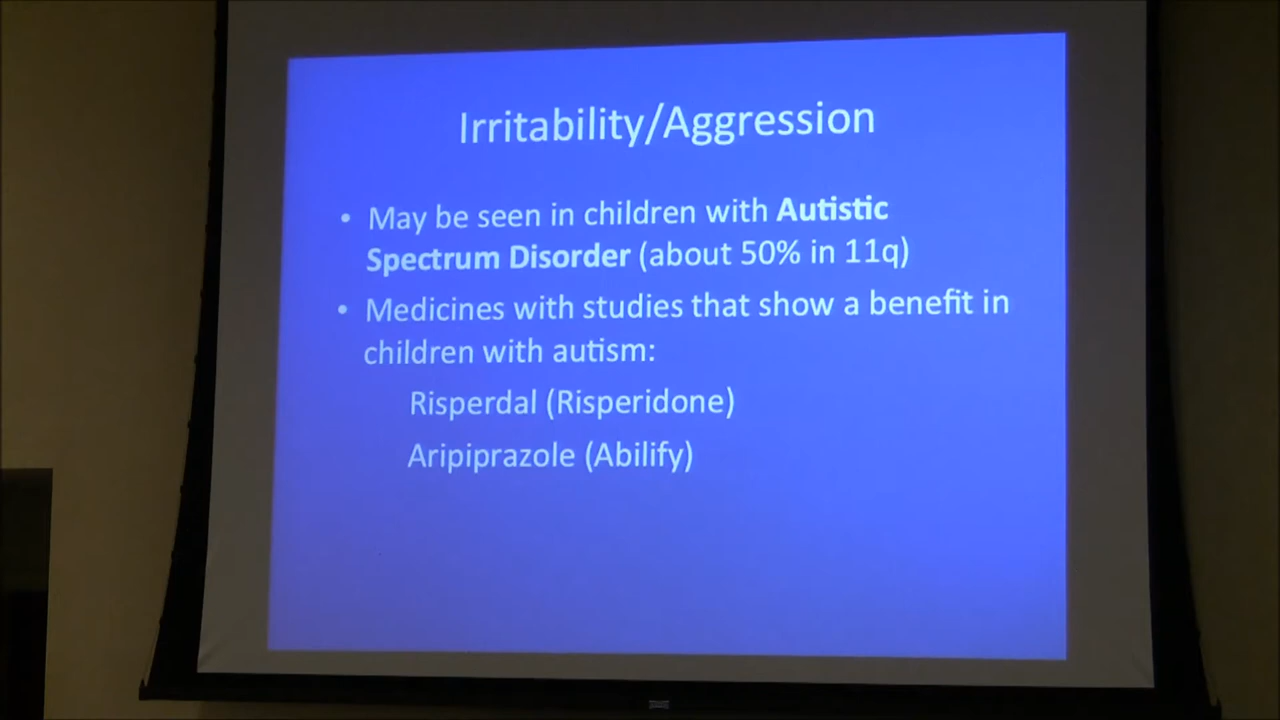 Irritability/Aggression
• May be seen in children with Autistic
Spectrum Disorder (about 50% in 11q)
• Medicines with studies that show a benefit in
children with autism:
Risperdal (Risperidone)
Aripiprazole (Abilify)